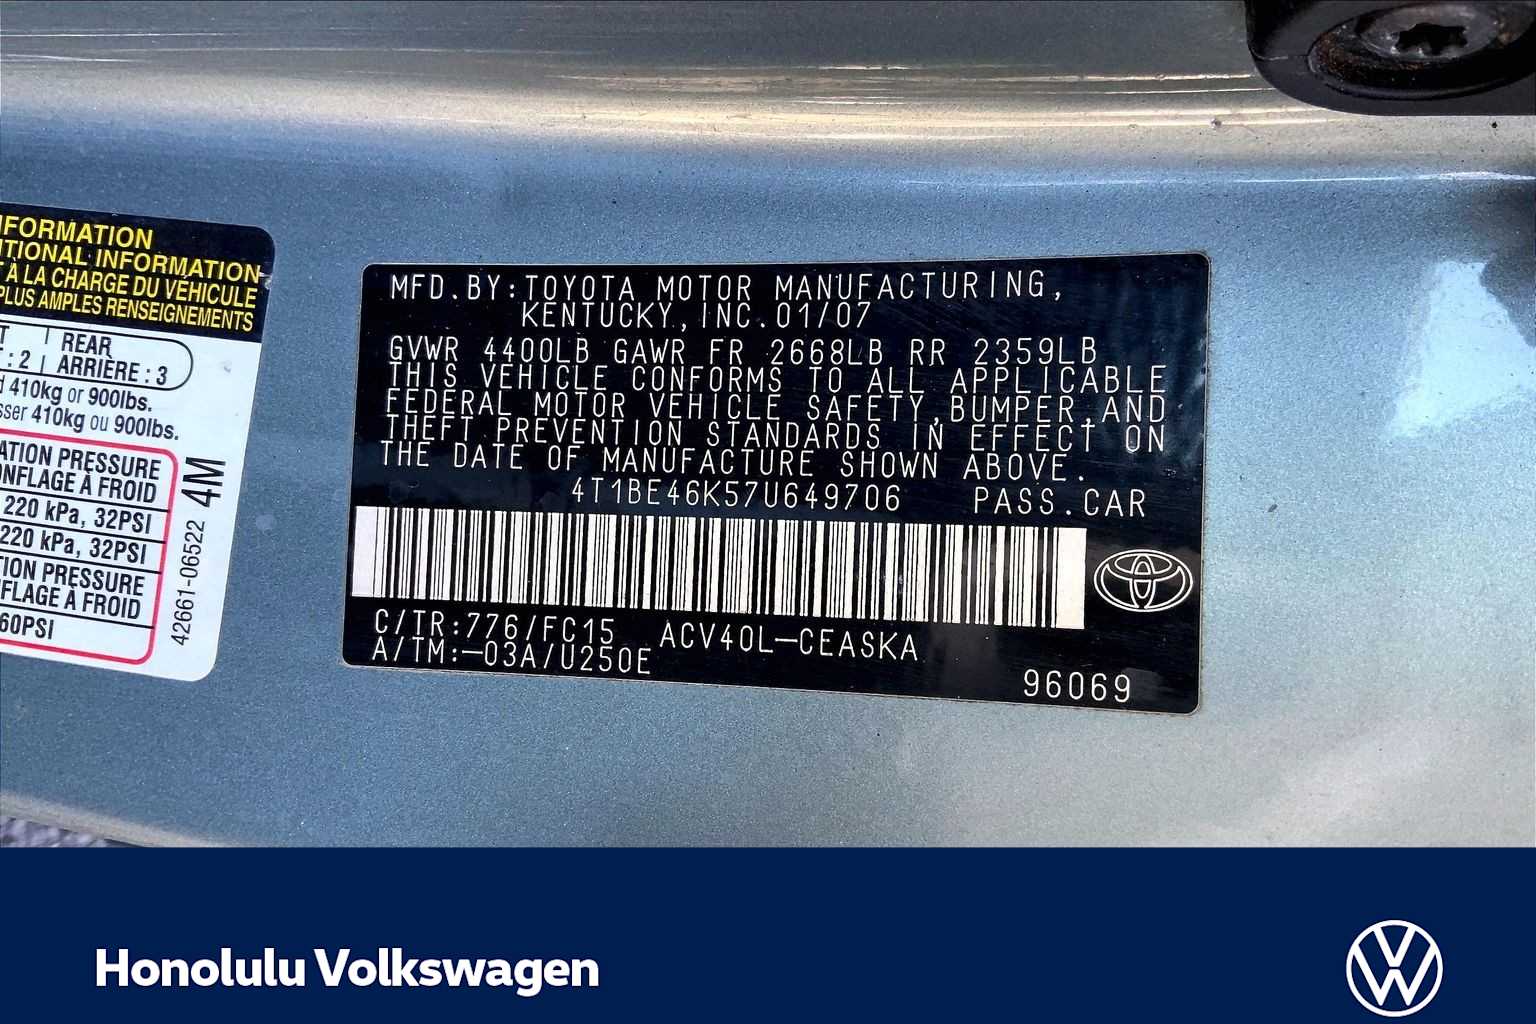 NFORMATION
TIONAL INFORMATION
T À LA CHARGE DU VÉHICULE
PLUS AMPLES RENSEIGNEMENTS
REAR
: 2 ARRIÈRE : 3
410kg or 900lbs.
sser 410kg ou 900lbs.
ATION PRESSURE
ONFLAGE À FROID
220 kPa, 32PSI
220 kPa, 32PSI
TION PRESSURE
FLAGE À FROID
60PSI
42661-06522 4M
MFD.BY:TOYOTA MOTOR MANUFACTURING,
KENTUCKY,INC.01/07
GVWR 4400LB GAWR FR 2668LB RR 2359LB
THIS VEHICLE CONFORMS TO ALL APPLICABLE
FEDERAL MOTOR VEHICLE SAFETY,BUMPER,AND
THEFT PREVENTION STANDARDS IN EFFECT ON
THE DATE OF MANUFACTURE SHOWN ABOVE.
4T1BE46K57U649706 PASS.CAR
C/TR:776/FC15 ACV40L-CEASKA
A/TM:-03A/U250E
96069
Honolulu Volkswagen